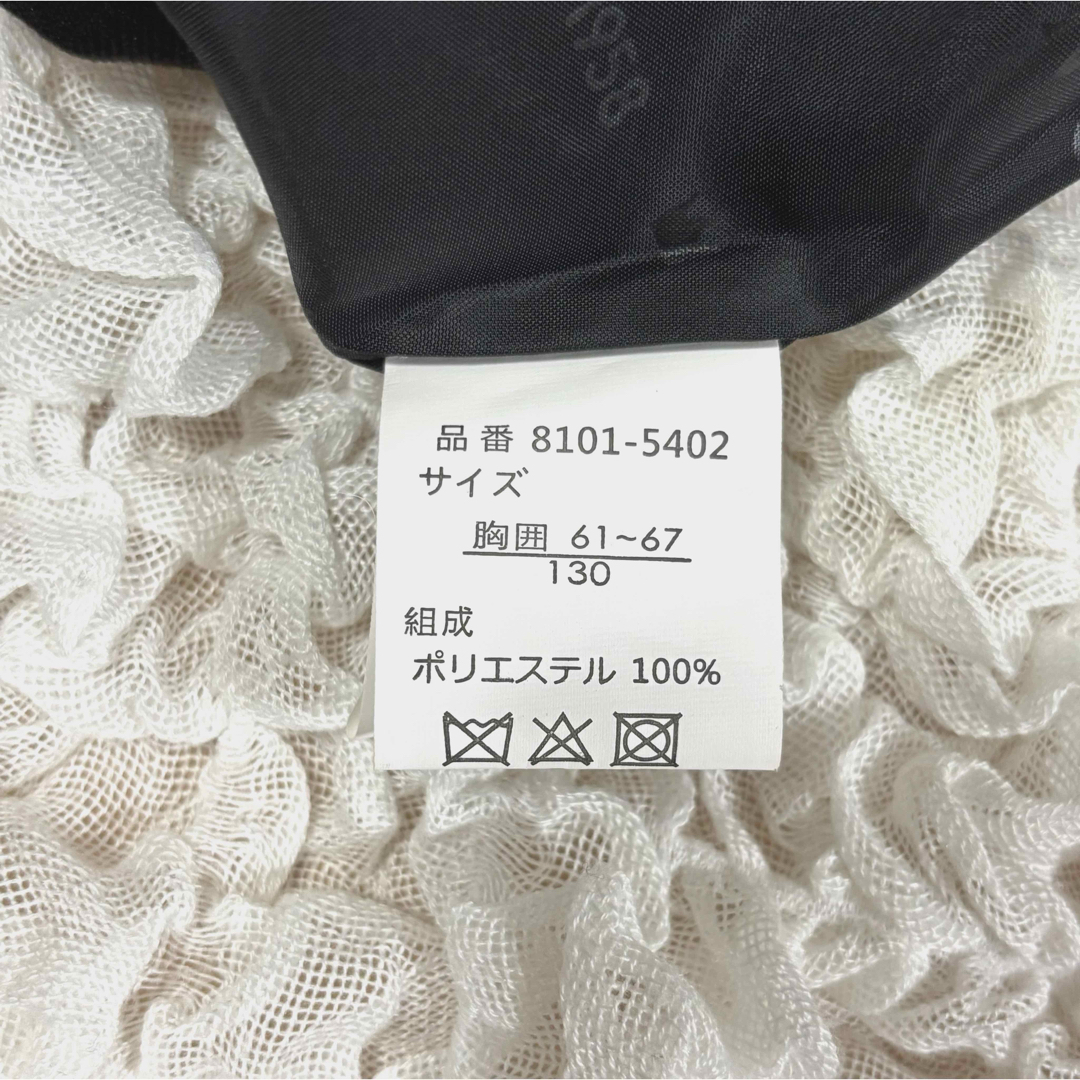 1958
品番 8101-5402
サイズ
胸囲 61~67
130
組成
ポリエステル 100%